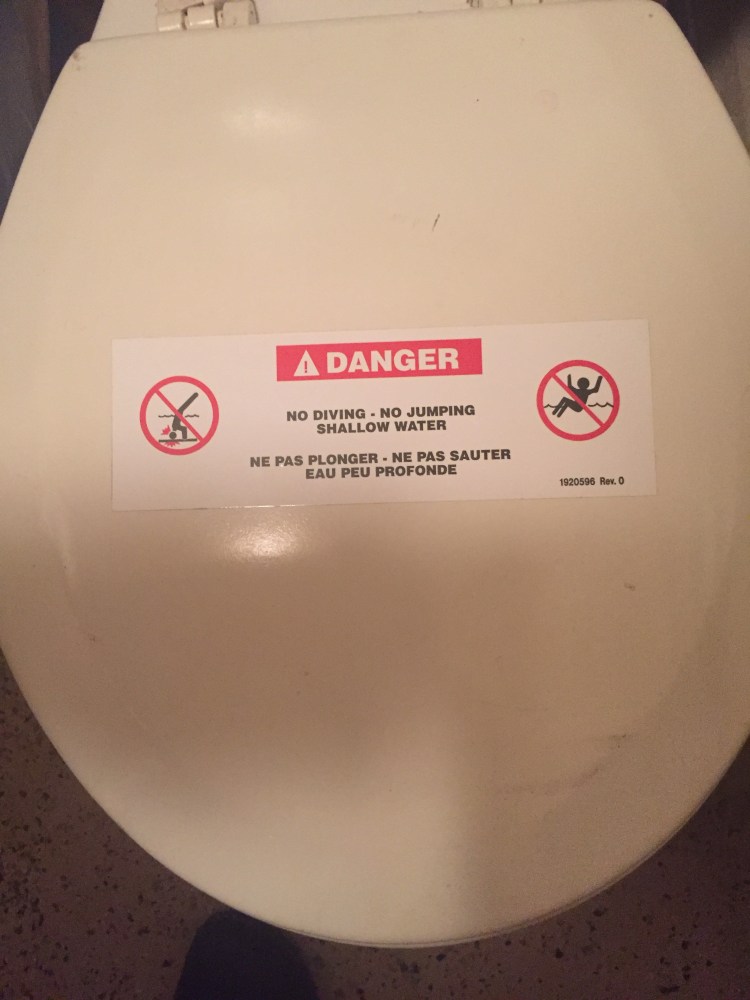 DANGER
NO DIVING - NO JUMPING
SHALLOW WATER
NE PAS PLONGER - NE PAS SAUTER
EAU PEU PROFONDE
1920596 Rev. 0